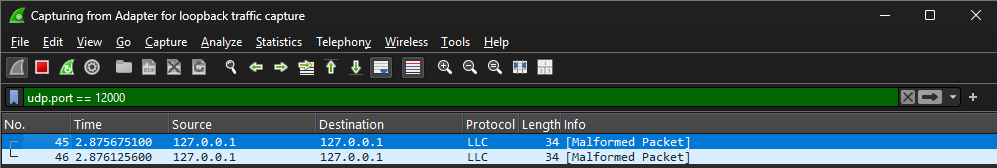 Capturing from Adapter for loopback traffic capture
File Edit View Go Capture Analyze Statistics Telephony Wireless Tools Help
udp.port == 12000
No. Time Source Destination Protocol Length Info
45 2.875675100 127.0.0.1 127.0.0.1 LLC 34 [Malformed Packet]
46 2.876125600 127.0.0.1 127.0.0.1 LLC 34 [Malformed Packet]